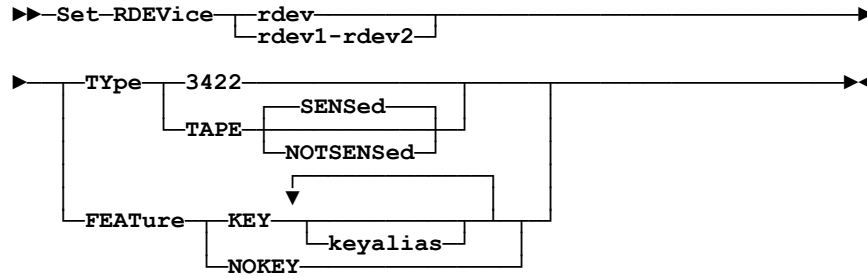 Set RDEVice rdev
rdev1-rdev2
TYpe 3422
SENSed
TAPE
NOTSENSed
FEATure KEY
keyalias
NOKEY